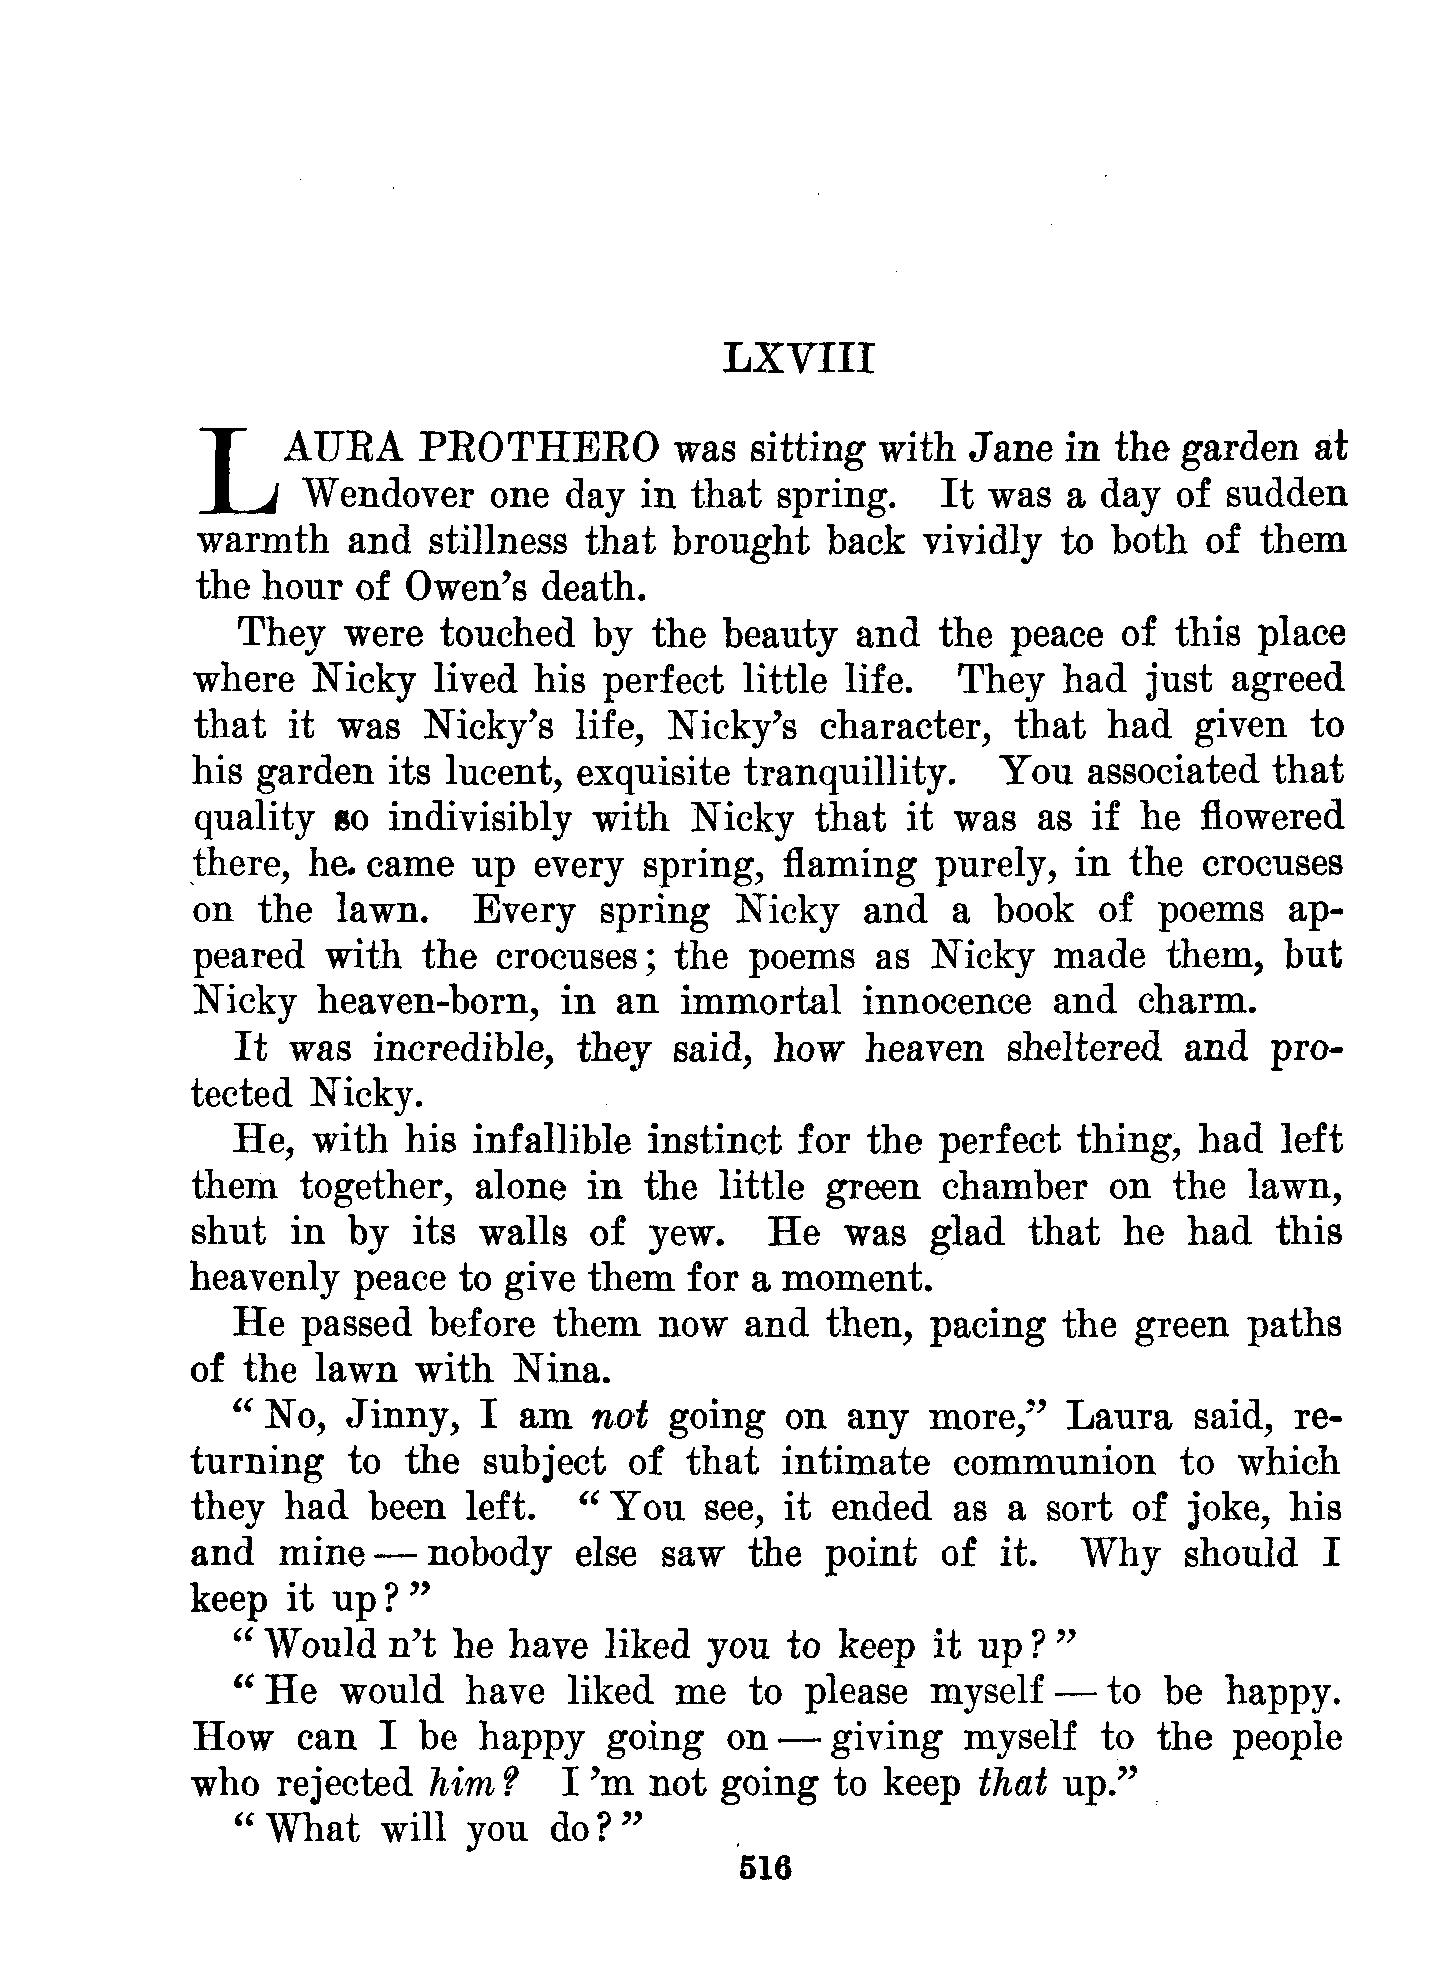 LXVIII
LAURA PROTHERO was sitting with Jane in the garden at
Wendover one day in that spring. It was a day of sudden
warmth and stillness that brought back vividly to both of them
the hour of Owen's death.
They were touched by the beauty and the peace of this place
where Nicky lived his perfect little life. They had just agreed
that it was Nicky's life, Nicky's character, that had given to
his garden its lucent, exquisite tranquillity. You associated that
quality so indivisibly with Nicky that it was as if he flowered
there, he came up every spring, flaming purely, in the crocuses
on the lawn. Every spring Nicky and a book of poems ap-
peared with the crocuses; the poems as Nicky made them, but
Nicky heaven-born, in an immortal innocence and charm.
It was incredible, they said, how heaven sheltered and pro-
tected Nicky.
He, with his infallible instinct for the perfect thing, had left
them together, alone in the little green chamber on the lawn,
shut in by its walls of yew. He was glad that he had this
heavenly peace to give them for a moment.
He passed before them now and then, pacing the green paths
of the lawn with Nina.
"No, Jinny, I am not going on any more," Laura said, re-
turning to the subject of that intimate communion to which
they had been left. "You see, it ended as a sort of joke, his
and mine — nobody else saw the point of it. Why should I
keep it up?"
"Would n't he have liked you to keep it up?"
"He would have liked me to please myself — to be happy.
How can I be happy going on — giving myself to the people
who rejected him? I 'm not going to keep that up."
"What will you do?"
516